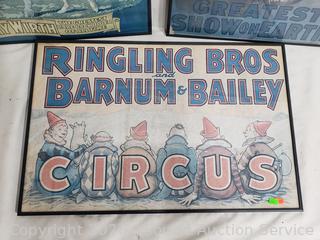 GREATEST
SHOW ON EARTH
RINGLING BROS
and
BARNUM & BAILEY
CIRCUS